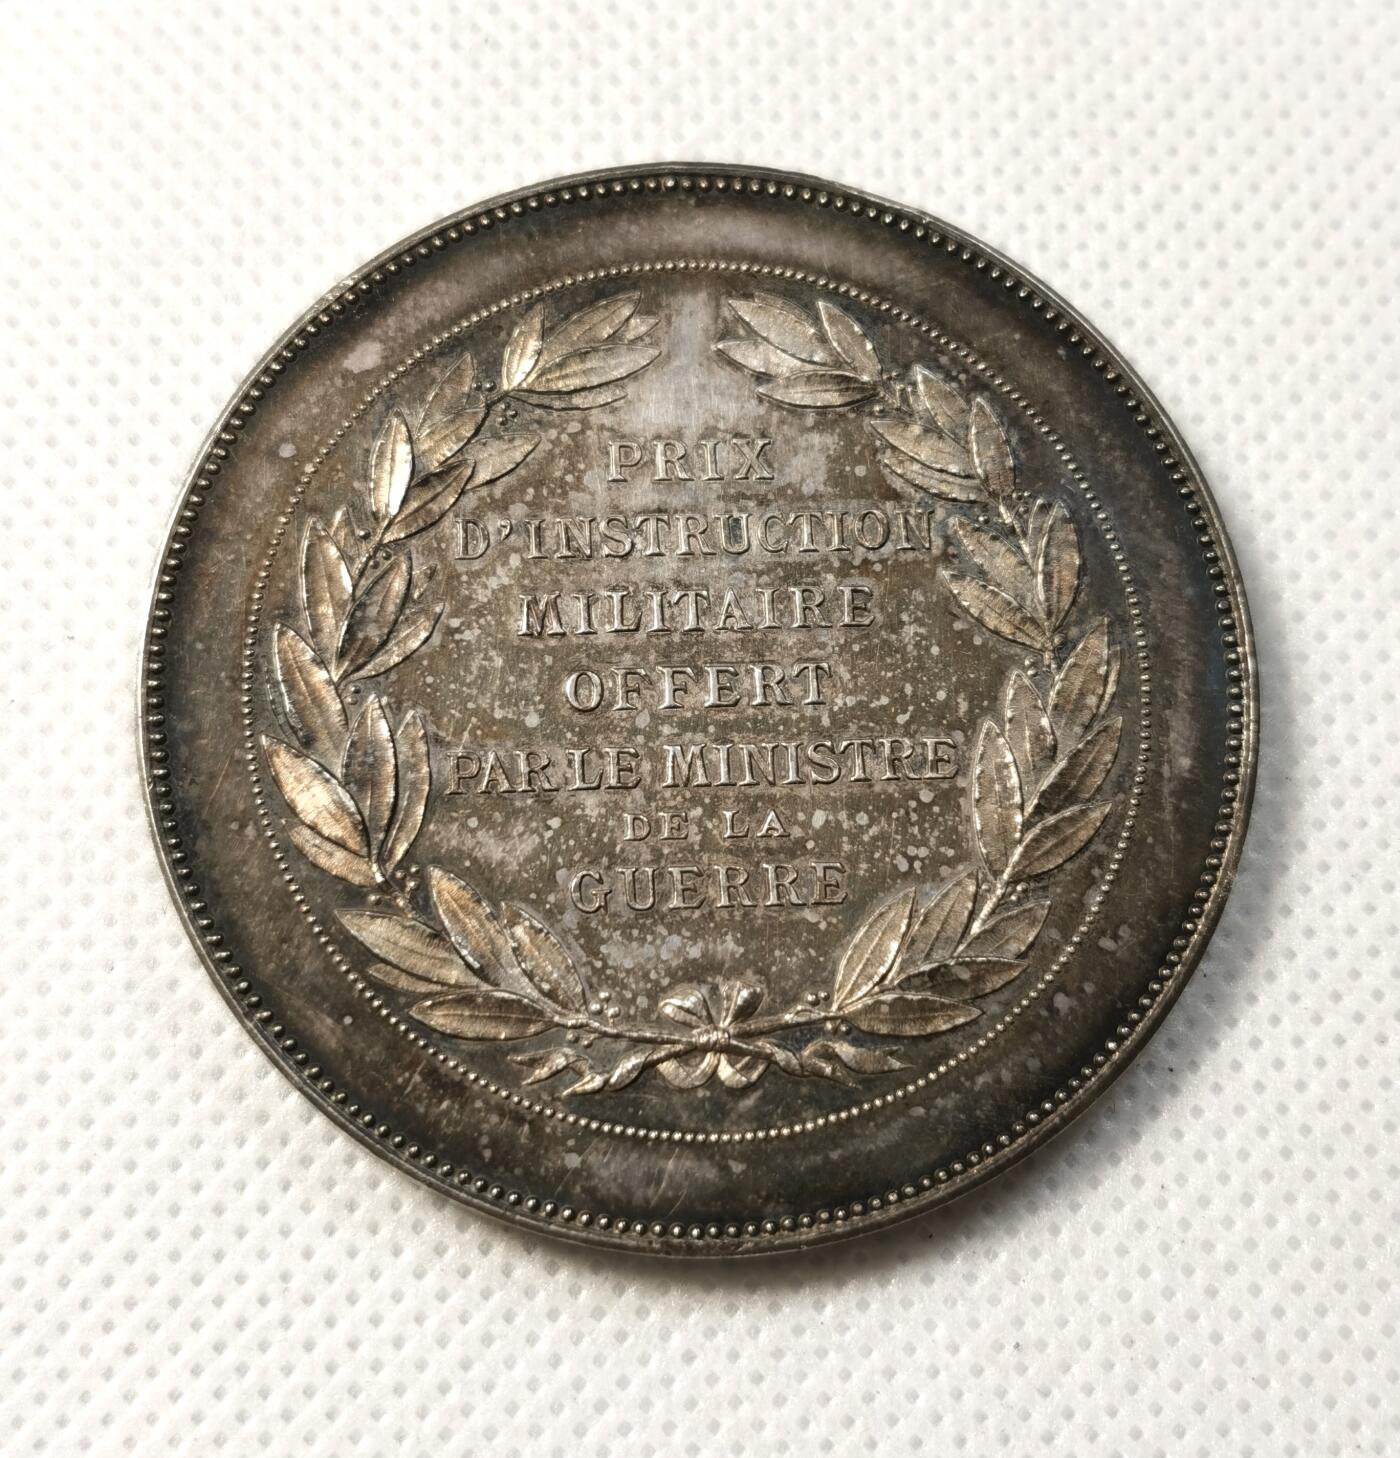 PRIX
D'INSTRUCTION
MILITAIRE
OFFERT
PAR LE MINISTRE
DE LA
GUERRE